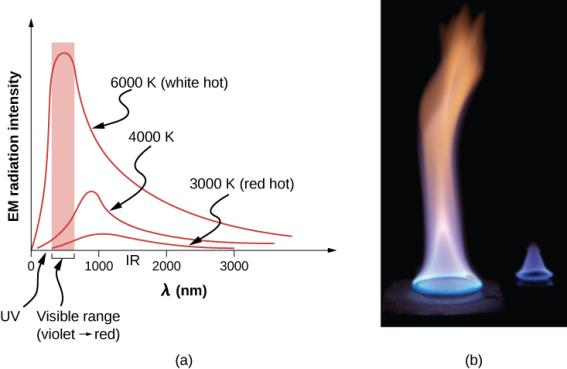 EM radiation intensity
6000 K (white hot)
4000 K
3000 K (red hot)
0
1000
IR
2000
3000
λ (nm)
UV
Visible range
(violet → red)
(a)
(b)